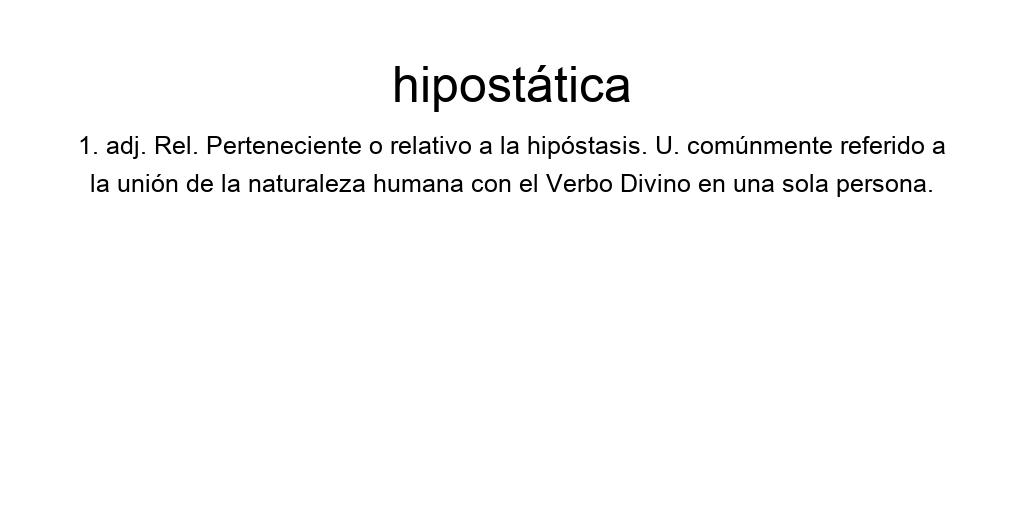 hipostática
1. adj. Rel. Perteneciente o relativo a la hipóstasis. U. comúnmente referido a
la unión de la naturaleza humana con el Verbo Divino en una sola persona.